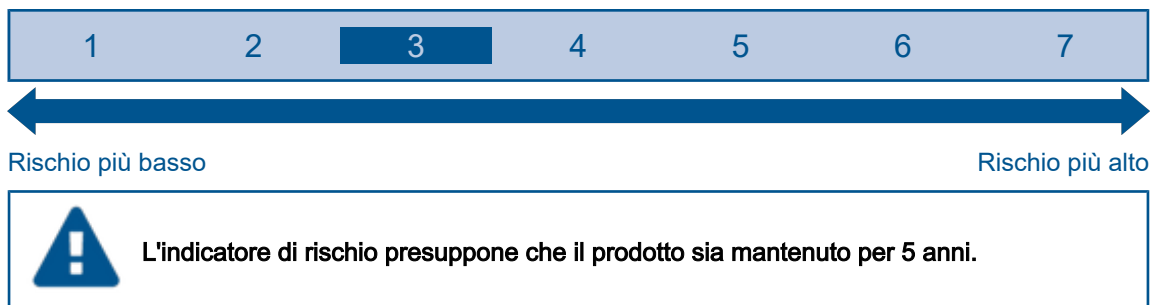 1 2 3 4 5 6 7
Rischio più basso Rischio più alto
L'indicatore di rischio presuppone che il prodotto sia mantenuto per 5 anni.